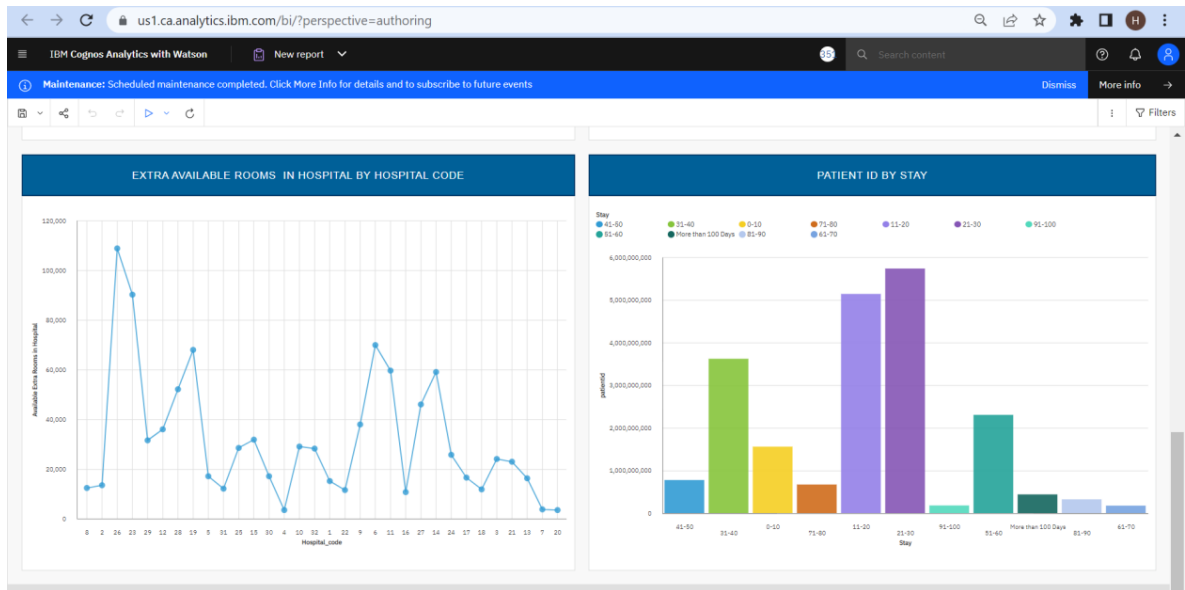 us1.ca.analytics.ibm.com/bi/?perspective=authoring
H
IBM Cognos Analytics with Watson
New report
35
Search content
Maintenance: Scheduled maintenance completed. Click More Info for details and to subscribe to future events
Dismiss
More info
Filters
EXTRA AVAILABLE ROOMS IN HOSPITAL BY HOSPITAL CODE
120,000
100,000
80,000
60,000
40,000
20,000
0
Available Extra Rooms in Hospital
8 2 26 23 29 12 28 19 5 31 25 15 30 4 10 32 1 22 9 6 11 16 27 14 24 17 18 3 21 13 7 20
Hospital_code
PATIENT ID BY STAY
Stay
41-50 31-40 0-10 71-80 11-20 21-30 91-100
51-60 More than 100 Days 81-90 61-70
6,000,000,000
5,000,000,000
4,000,000,000
3,000,000,000
2,000,000,000
1,000,000,000
0
patientid
41-50 31-40 0-10 71-80 11-20 21-30 91-100 51-60 More than 100 Days 81-90 61-70
Stay